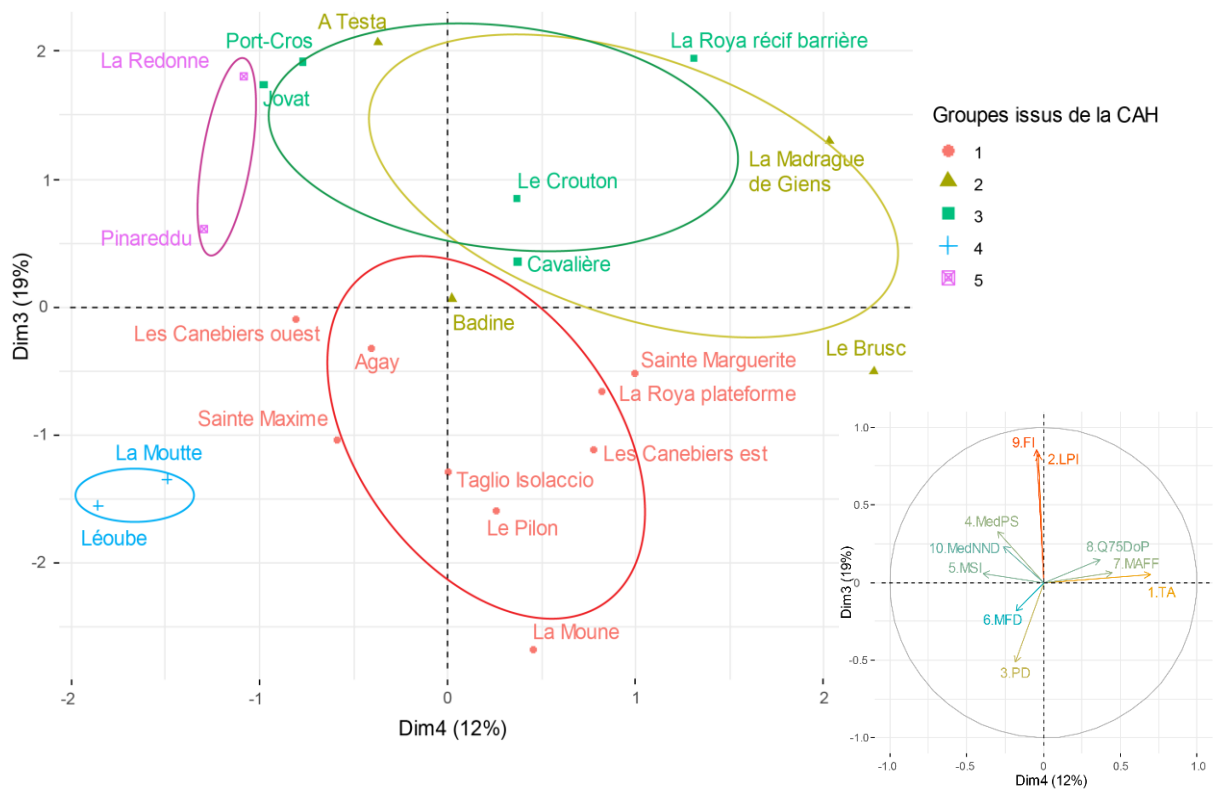 A Testa
Port-Cros
La Roya récif barrière
La Redonne
Jovat
La Madrague
de Giens
Le Crouton
Pinareddu
Cavalière
Badine
Les Canebiers ouest
Agay
Le Brusc
Sainte Marguerite
La Roya plateforme
Sainte Maxime
Les Canebiers est
La Moutte
Taglio Isolaccio
Le Pilon
Léoube
La Moune
2
1
0
-1
-2
Dim3 (19%)
-2
-1
0
1
2
Dim4 (12%)
Groupes issus de la CAH
1
2
3
4
5
9.FI
2.LPI
4.MedPS
10.MedNND
5.MSI
8.Q75DoP
7.MAFF
1.TA
6.MFD
3.PD
1.0
0.5
0
-0.5
-1.0
Dim3 (19%)
-1.0
-0.5
0
0.5
1.0
Dim4 (12%)